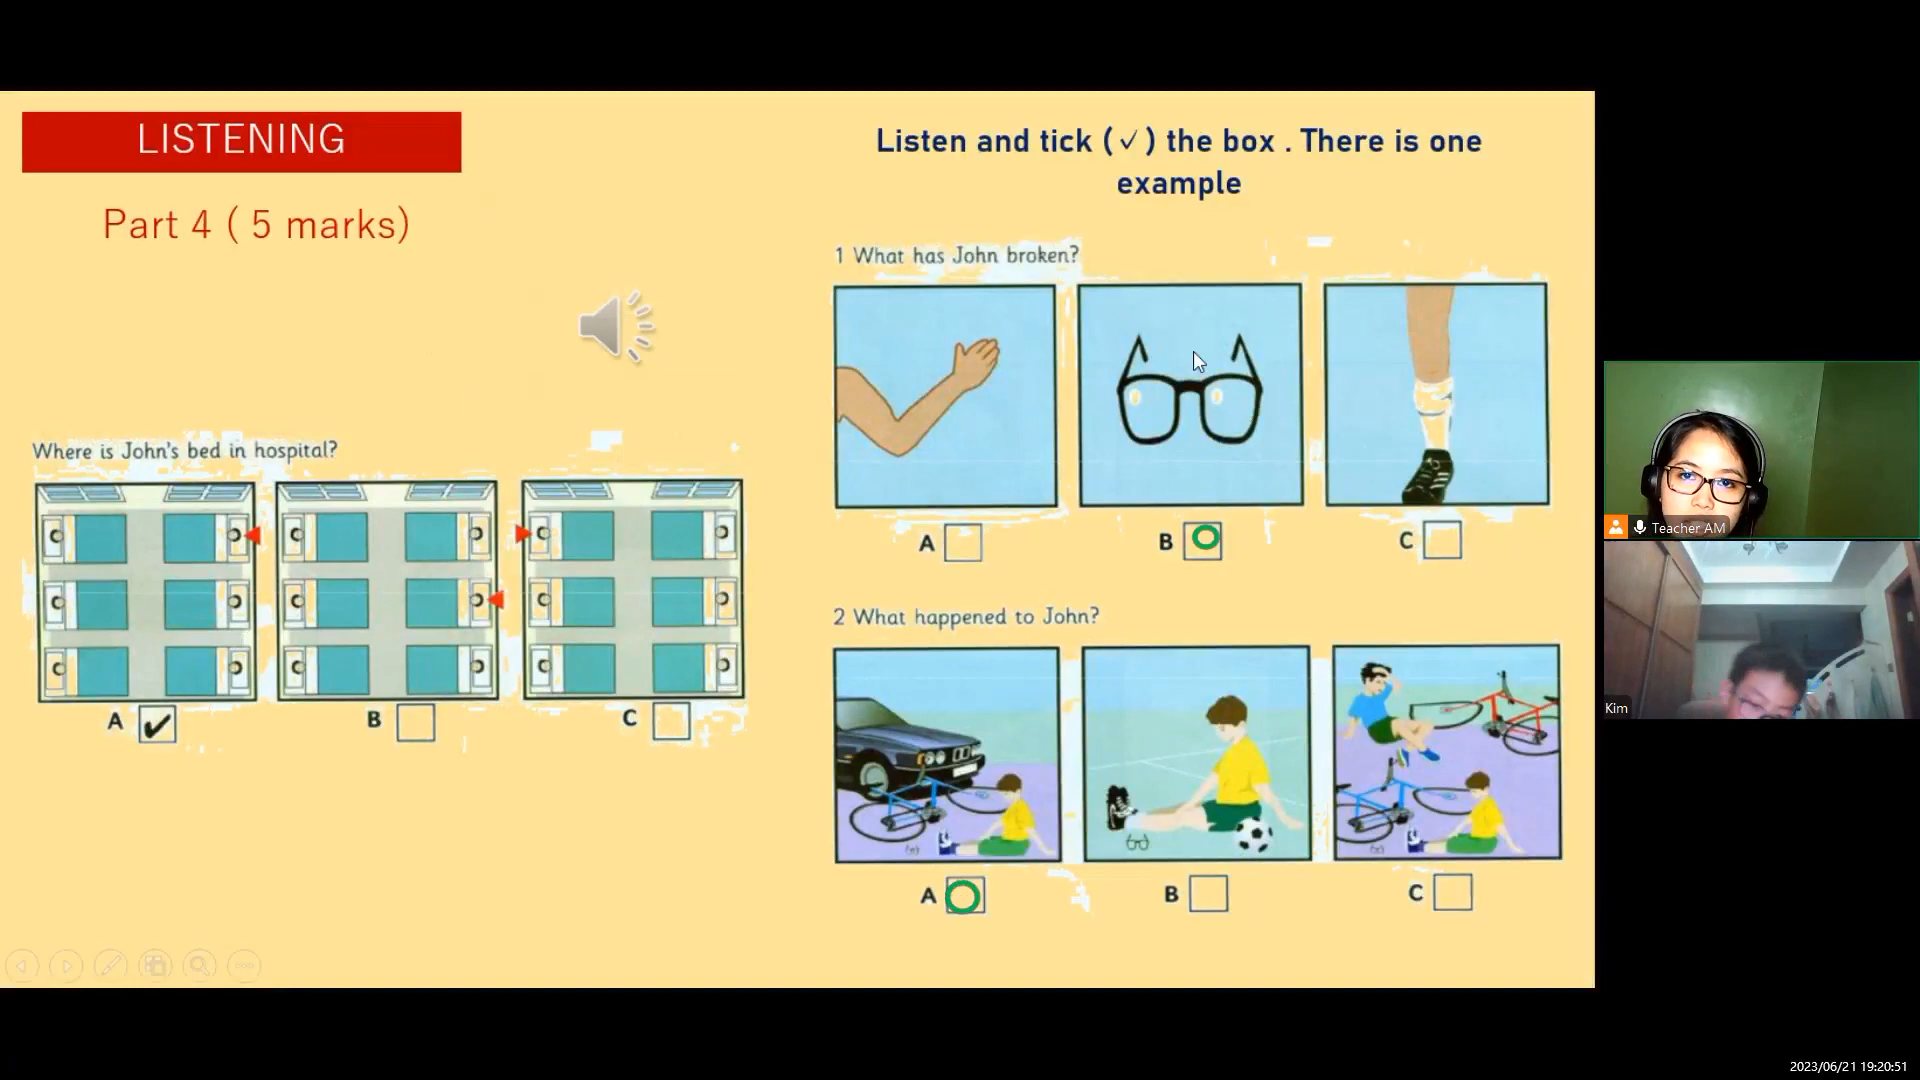 LISTENING
Part 4 ( 5 marks)
Where is John's bed in hospital?
A ✔ B C
Listen and tick (✓) the box . There is one
example
1 What has John broken?
A B C
2 What happened to John?
A B C
Teacher AM
Kim
2023/06/21 19:20:51